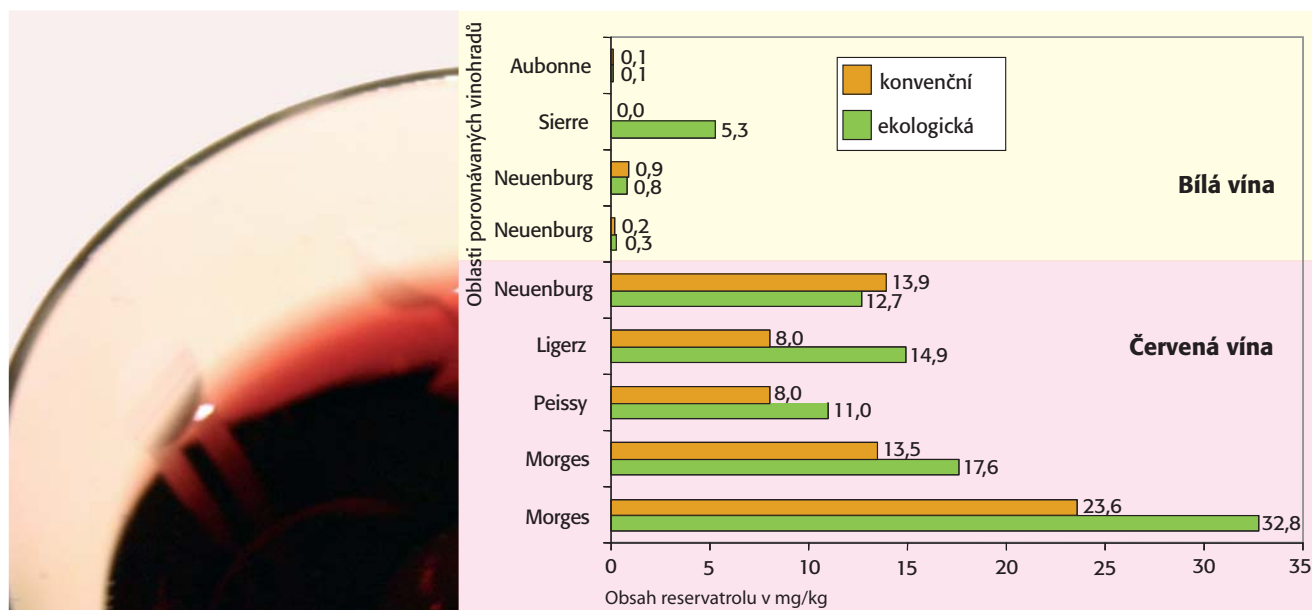 Oblasti porovnávaných vinohradů
Aubonne
0,1
0,1
Sierre
0,0
5,3
Neuenburg
0,9
0,8
Neuenburg
0,2
0,3
Neuenburg
13,9
12,7
Ligerz
8,0
14,9
Peissy
8,0
11,0
Morges
13,5
17,6
Morges
23,6
32,8
konvenční
ekologická
Bílá vína
Červená vína
0 5 10 15 20 25 30 35
Obsah reservatrolu v mg/kg